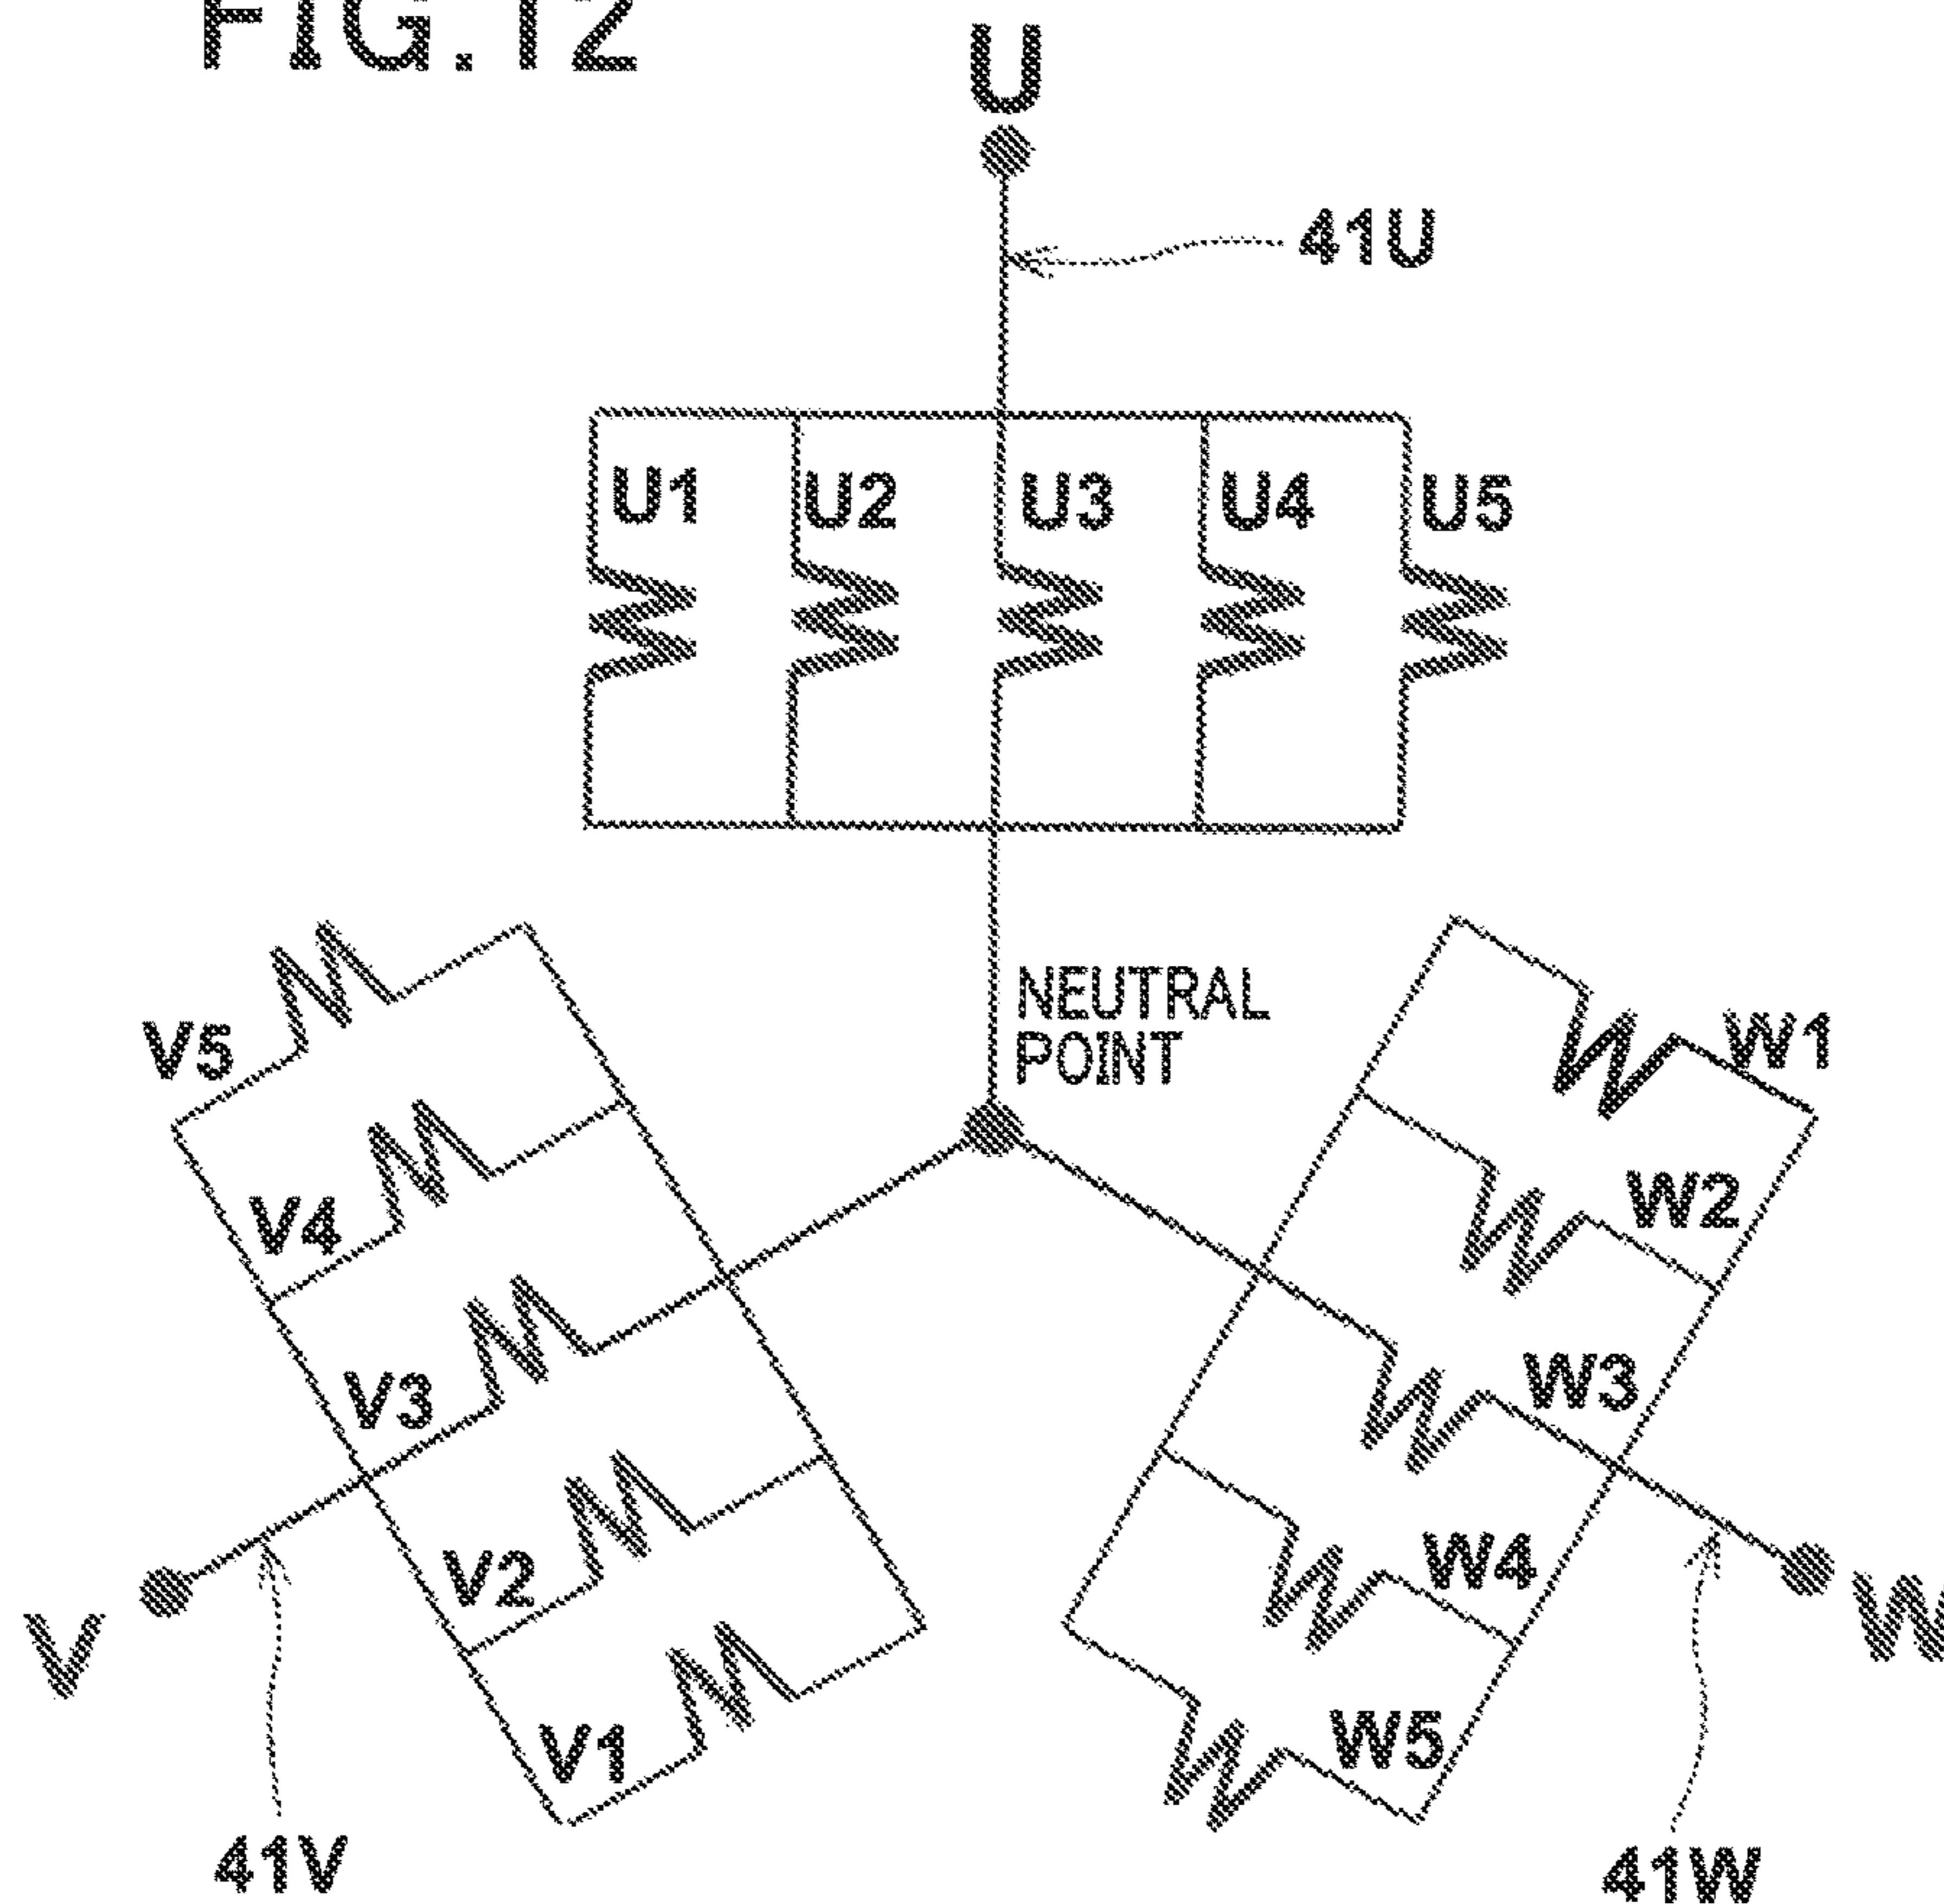 FIG.12
U
41U
U1 U2 U3 U4 U5
NEUTRAL
POINT
V5
V4
V3
V2
V1
W1
W2
W3
W4
W5
V
W
41V
41W